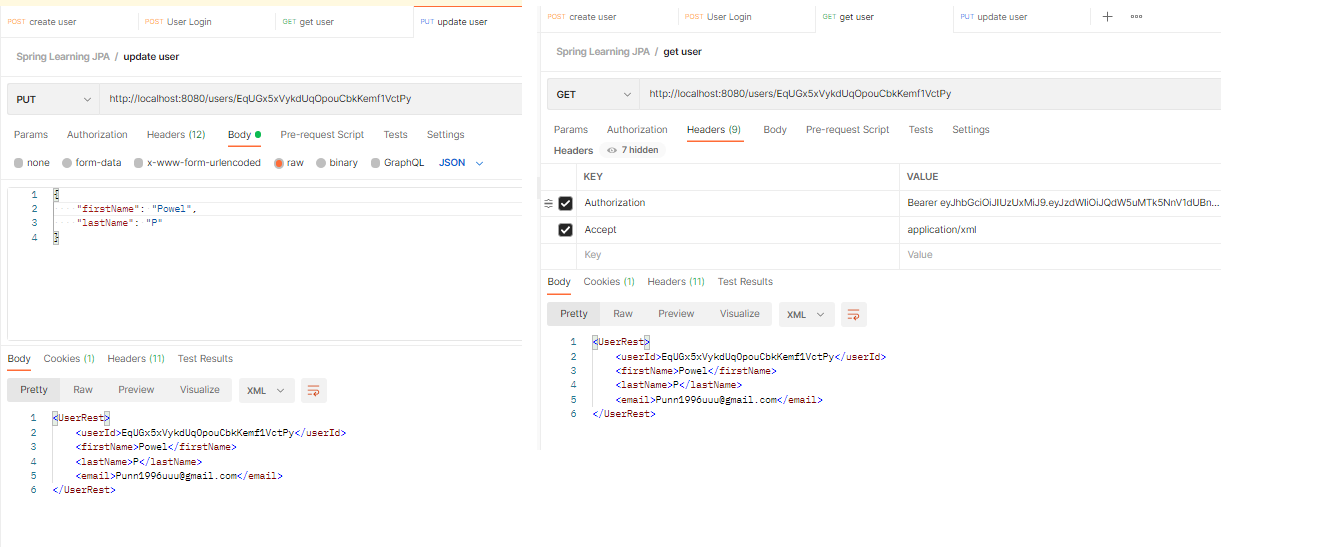 POST create user POST User Login GET get user PUT update user
Spring Learning JPA / update user
PUT http://localhost:8080/users/EqUGx5xVykdUqOpouCbkKemf1VctPy
Params Authorization Headers (12) Body Pre-request Script Tests Settings
none form-data x-www-form-urlencoded raw binary GraphQL JSON
1 {
2 "firstName": "Powel",
3 "lastName": "P"
4 }
Body Cookies (1) Headers (11) Test Results
Pretty Raw Preview Visualize XML
1 <UserRest>
2 <userId>EqUGx5xVykdUqOpouCbkKemf1VctPy</userId>
3 <firstName>Powel</firstName>
4 <lastName>P</lastName>
5 <email>Punn1996uuu@gmail.com</email>
6 </UserRest>
POST create user POST User Login GET get user PUT update user
Spring Learning JPA / get user
GET http://localhost:8080/users/EqUGx5xVykdUqOpouCbkKemf1VctPy
Params Authorization Headers (9) Body Pre-request Script Tests Settings
Headers 7 hidden
KEY VALUE
Authorization Bearer eyJhbGciOiJIUzUxMiJ9.eyJzdWIiOiJQdW5uMTk5NnV1dUBn...
Accept application/xml
Key Value
Body Cookies (1) Headers (11) Test Results
Pretty Raw Preview Visualize XML
1 <UserRest>
2 <userId>EqUGx5xVykdUqOpouCbkKemf1VctPy</userId>
3 <firstName>Powel</firstName>
4 <lastName>P</lastName>
5 <email>Punn1996uuu@gmail.com</email>
6 </UserRest>